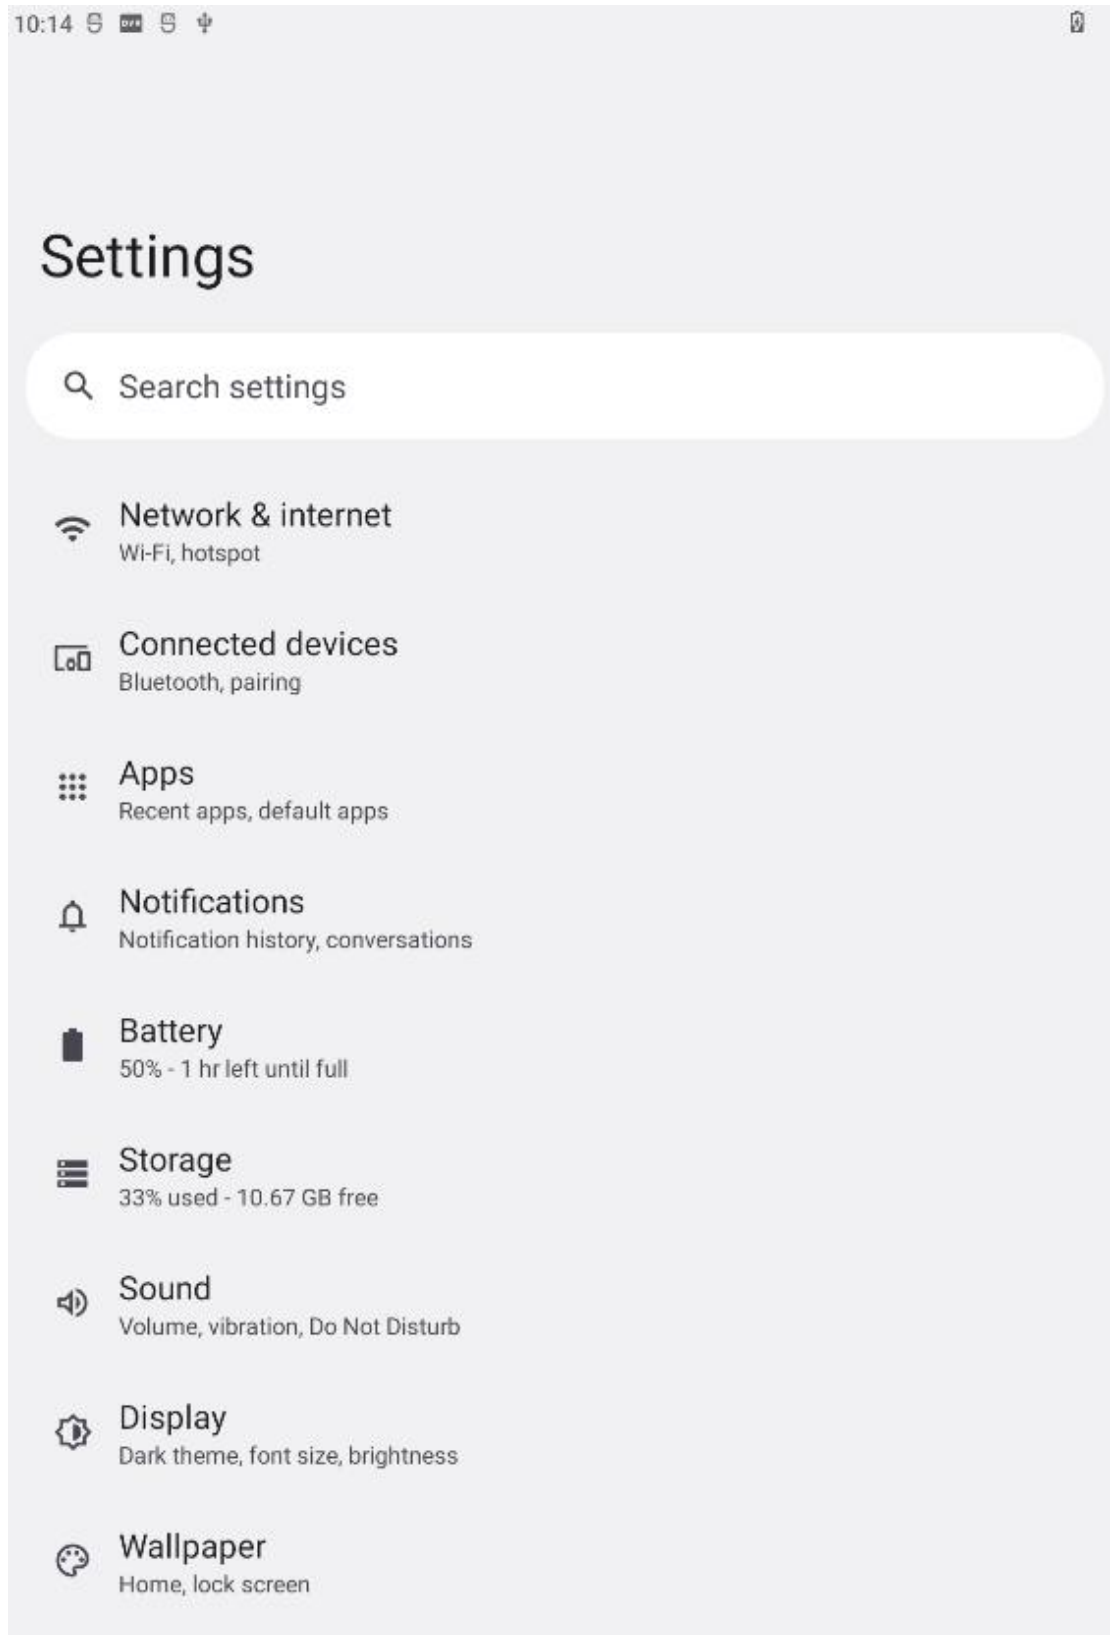 10:14
Settings
Search settings
Network & internet
Wi-Fi, hotspot
Connected devices
Bluetooth, pairing
Apps
Recent apps, default apps
Notifications
Notification history, conversations
Battery
50% - 1 hr left until full
Storage
33% used - 10.67 GB free
Sound
Volume, vibration, Do Not Disturb
Display
Dark theme, font size, brightness
Wallpaper
Home, lock screen